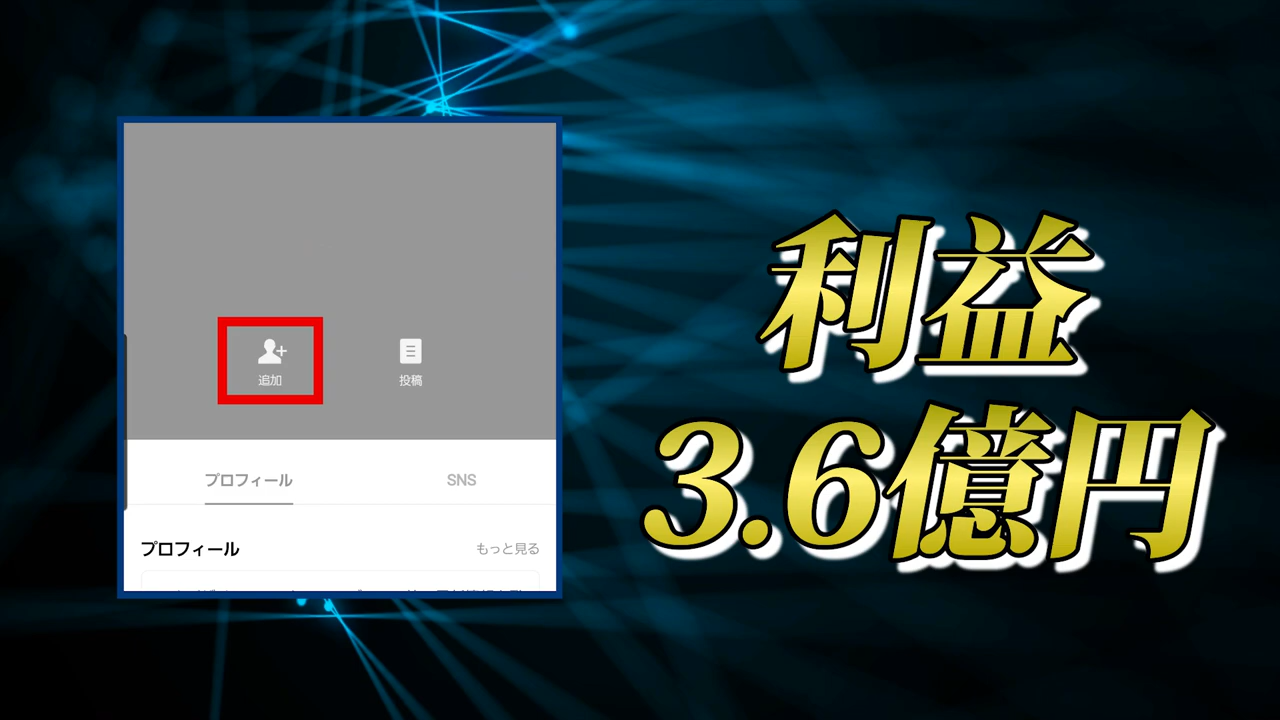 追加
投稿
プロフィール
SNS
プロフィール
もっと見る
利益
3.6億円